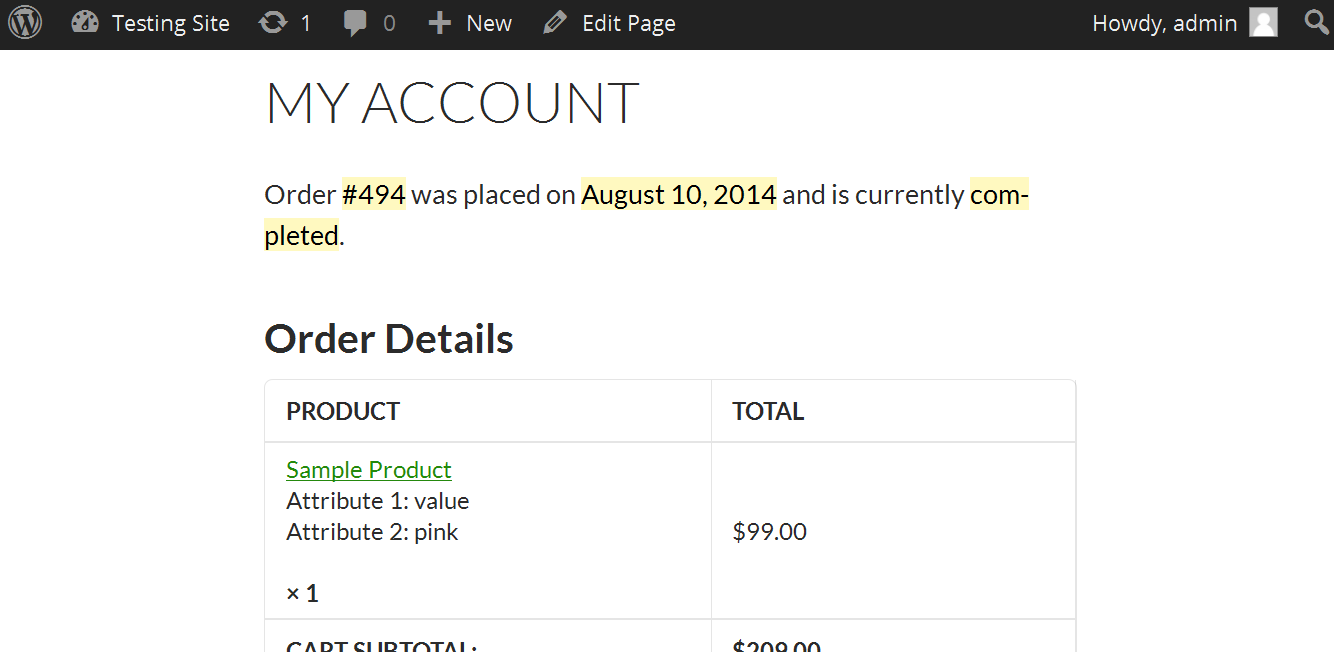 Testing Site 1 0 New Edit Page Howdy, admin
MY ACCOUNT
Order #494 was placed on August 10, 2014 and is currently com-
pleted.
Order Details
PRODUCT TOTAL
Sample Product
Attribute 1: value
Attribute 2: pink $99.00
× 1
CART SUBTOTAL: $209.00